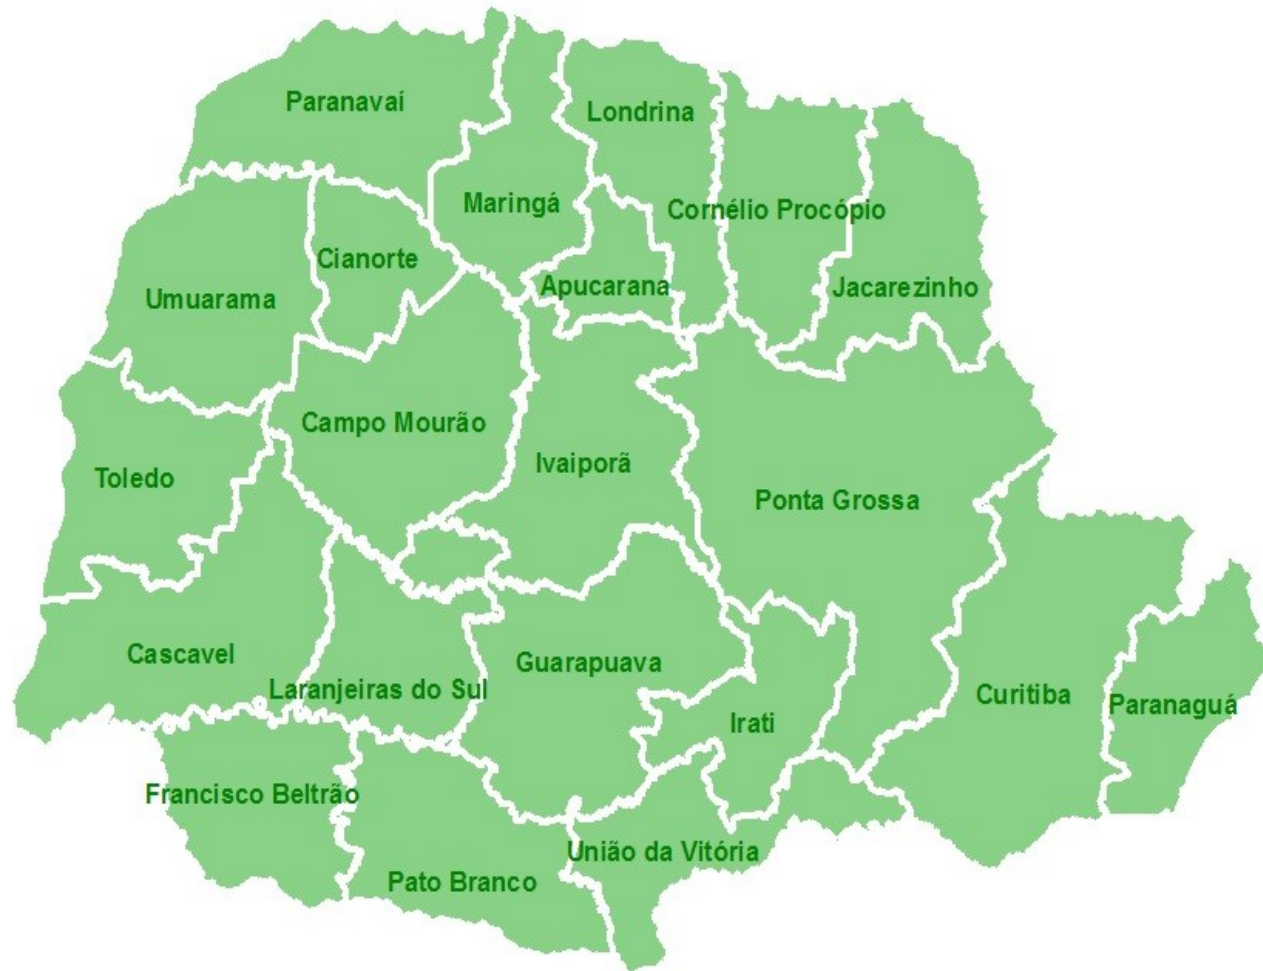 Paranavaí
Londrina
Maringá
Cornélio Procópio
Cianorte
Apucarana
Jacarezinho
Umuarama
Campo Mourão
Ivaiporã
Toledo
Ponta Grossa
Cascavel
Guarapuava
Laranjeiras do Sul
Curitiba
Paranaguá
Irati
Francisco Beltrão
União da Vitória
Pato Branco